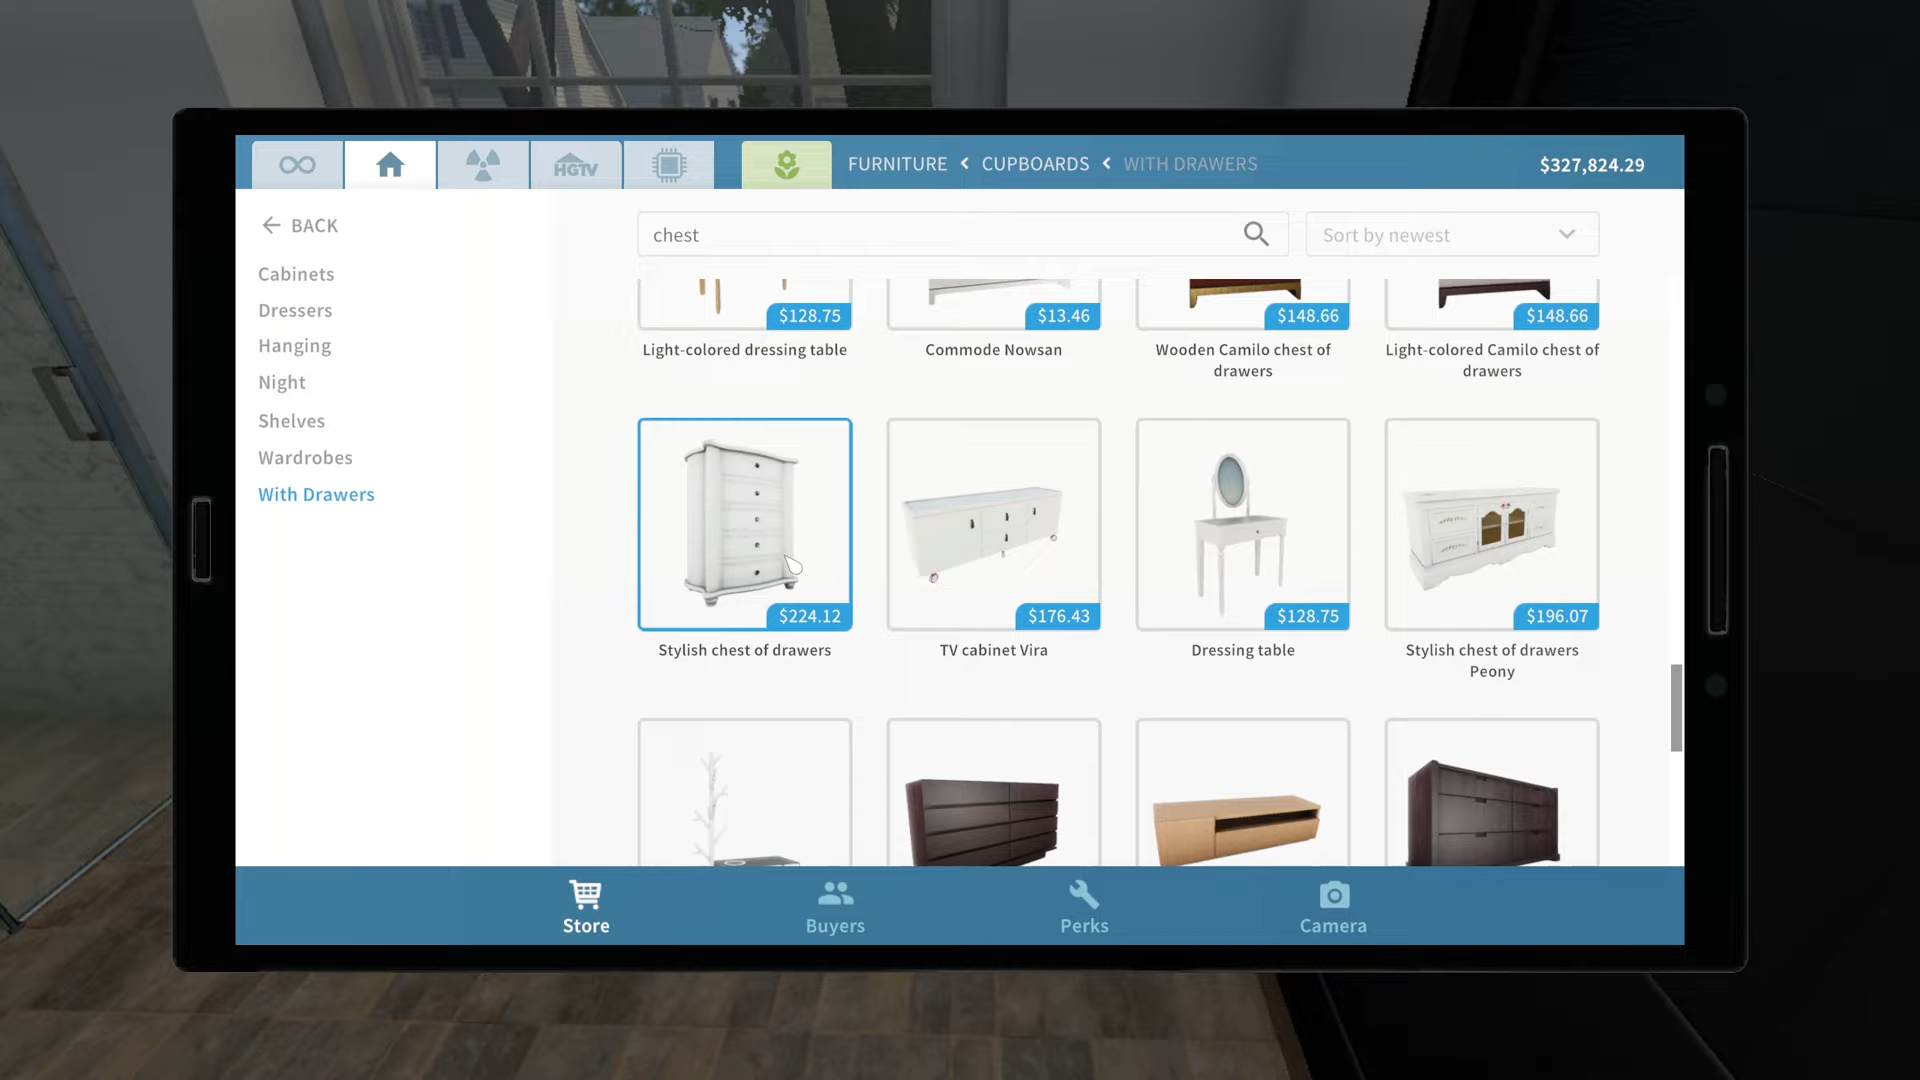 HGTV
FURNITURE < CUPBOARDS < WITH DRAWERS
$327,824.29
BACK
chest
Sort by newest
Cabinets
Dressers
Hanging
Night
Shelves
Wardrobes
With Drawers
$128.75
$13.46
$148.66
$148.66
Light-colored dressing table
Commode Nowsan
Wooden Camilo chest of
drawers
Light-colored Camilo chest of
drawers
$224.12
$176.43
$128.75
$196.07
Stylish chest of drawers
TV cabinet Vira
Dressing table
Stylish chest of drawers
Peony
Store
Buyers
Perks
Camera